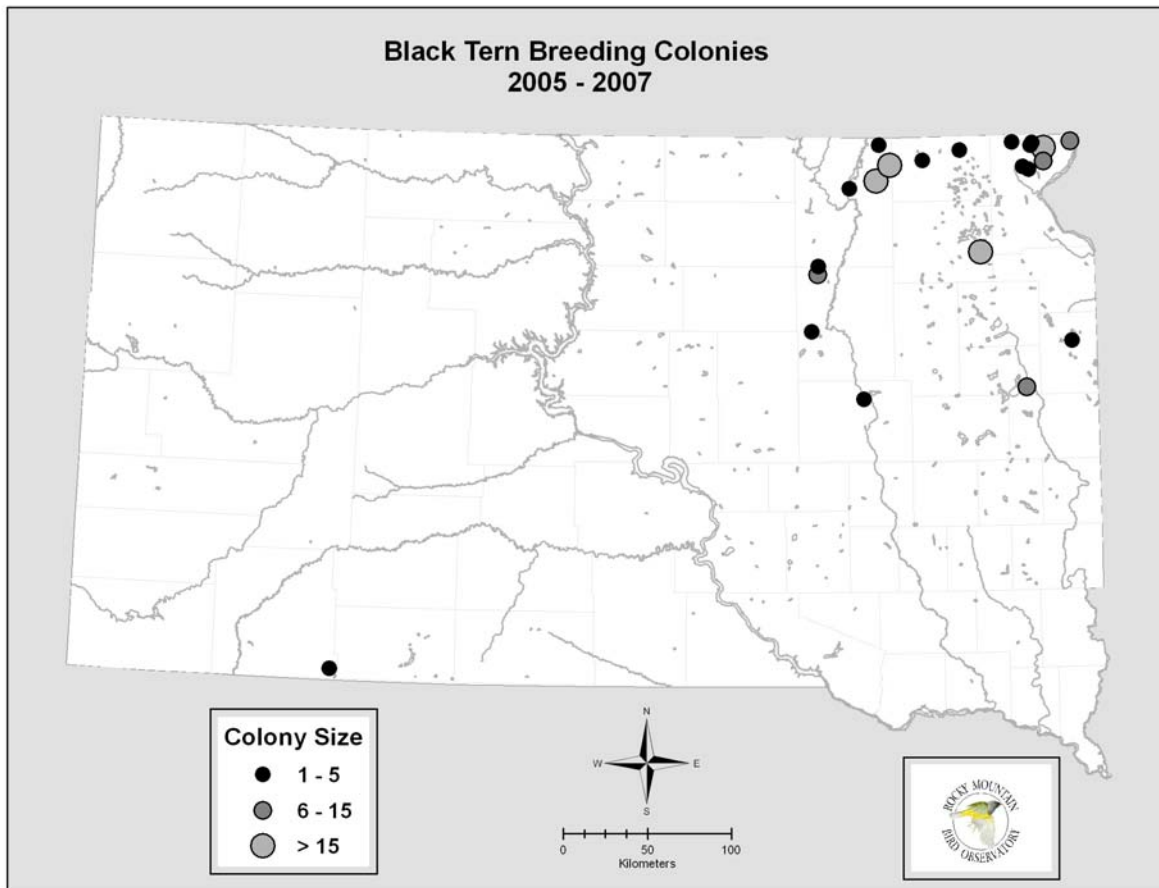 Black Tern Breeding Colonies
2005 - 2007
Colony Size
1 - 5
6 - 15
> 15
N
W E
S
0 50 100
Kilometers
ROCKY MOUNTAIN
BIRD OBSERVATORY